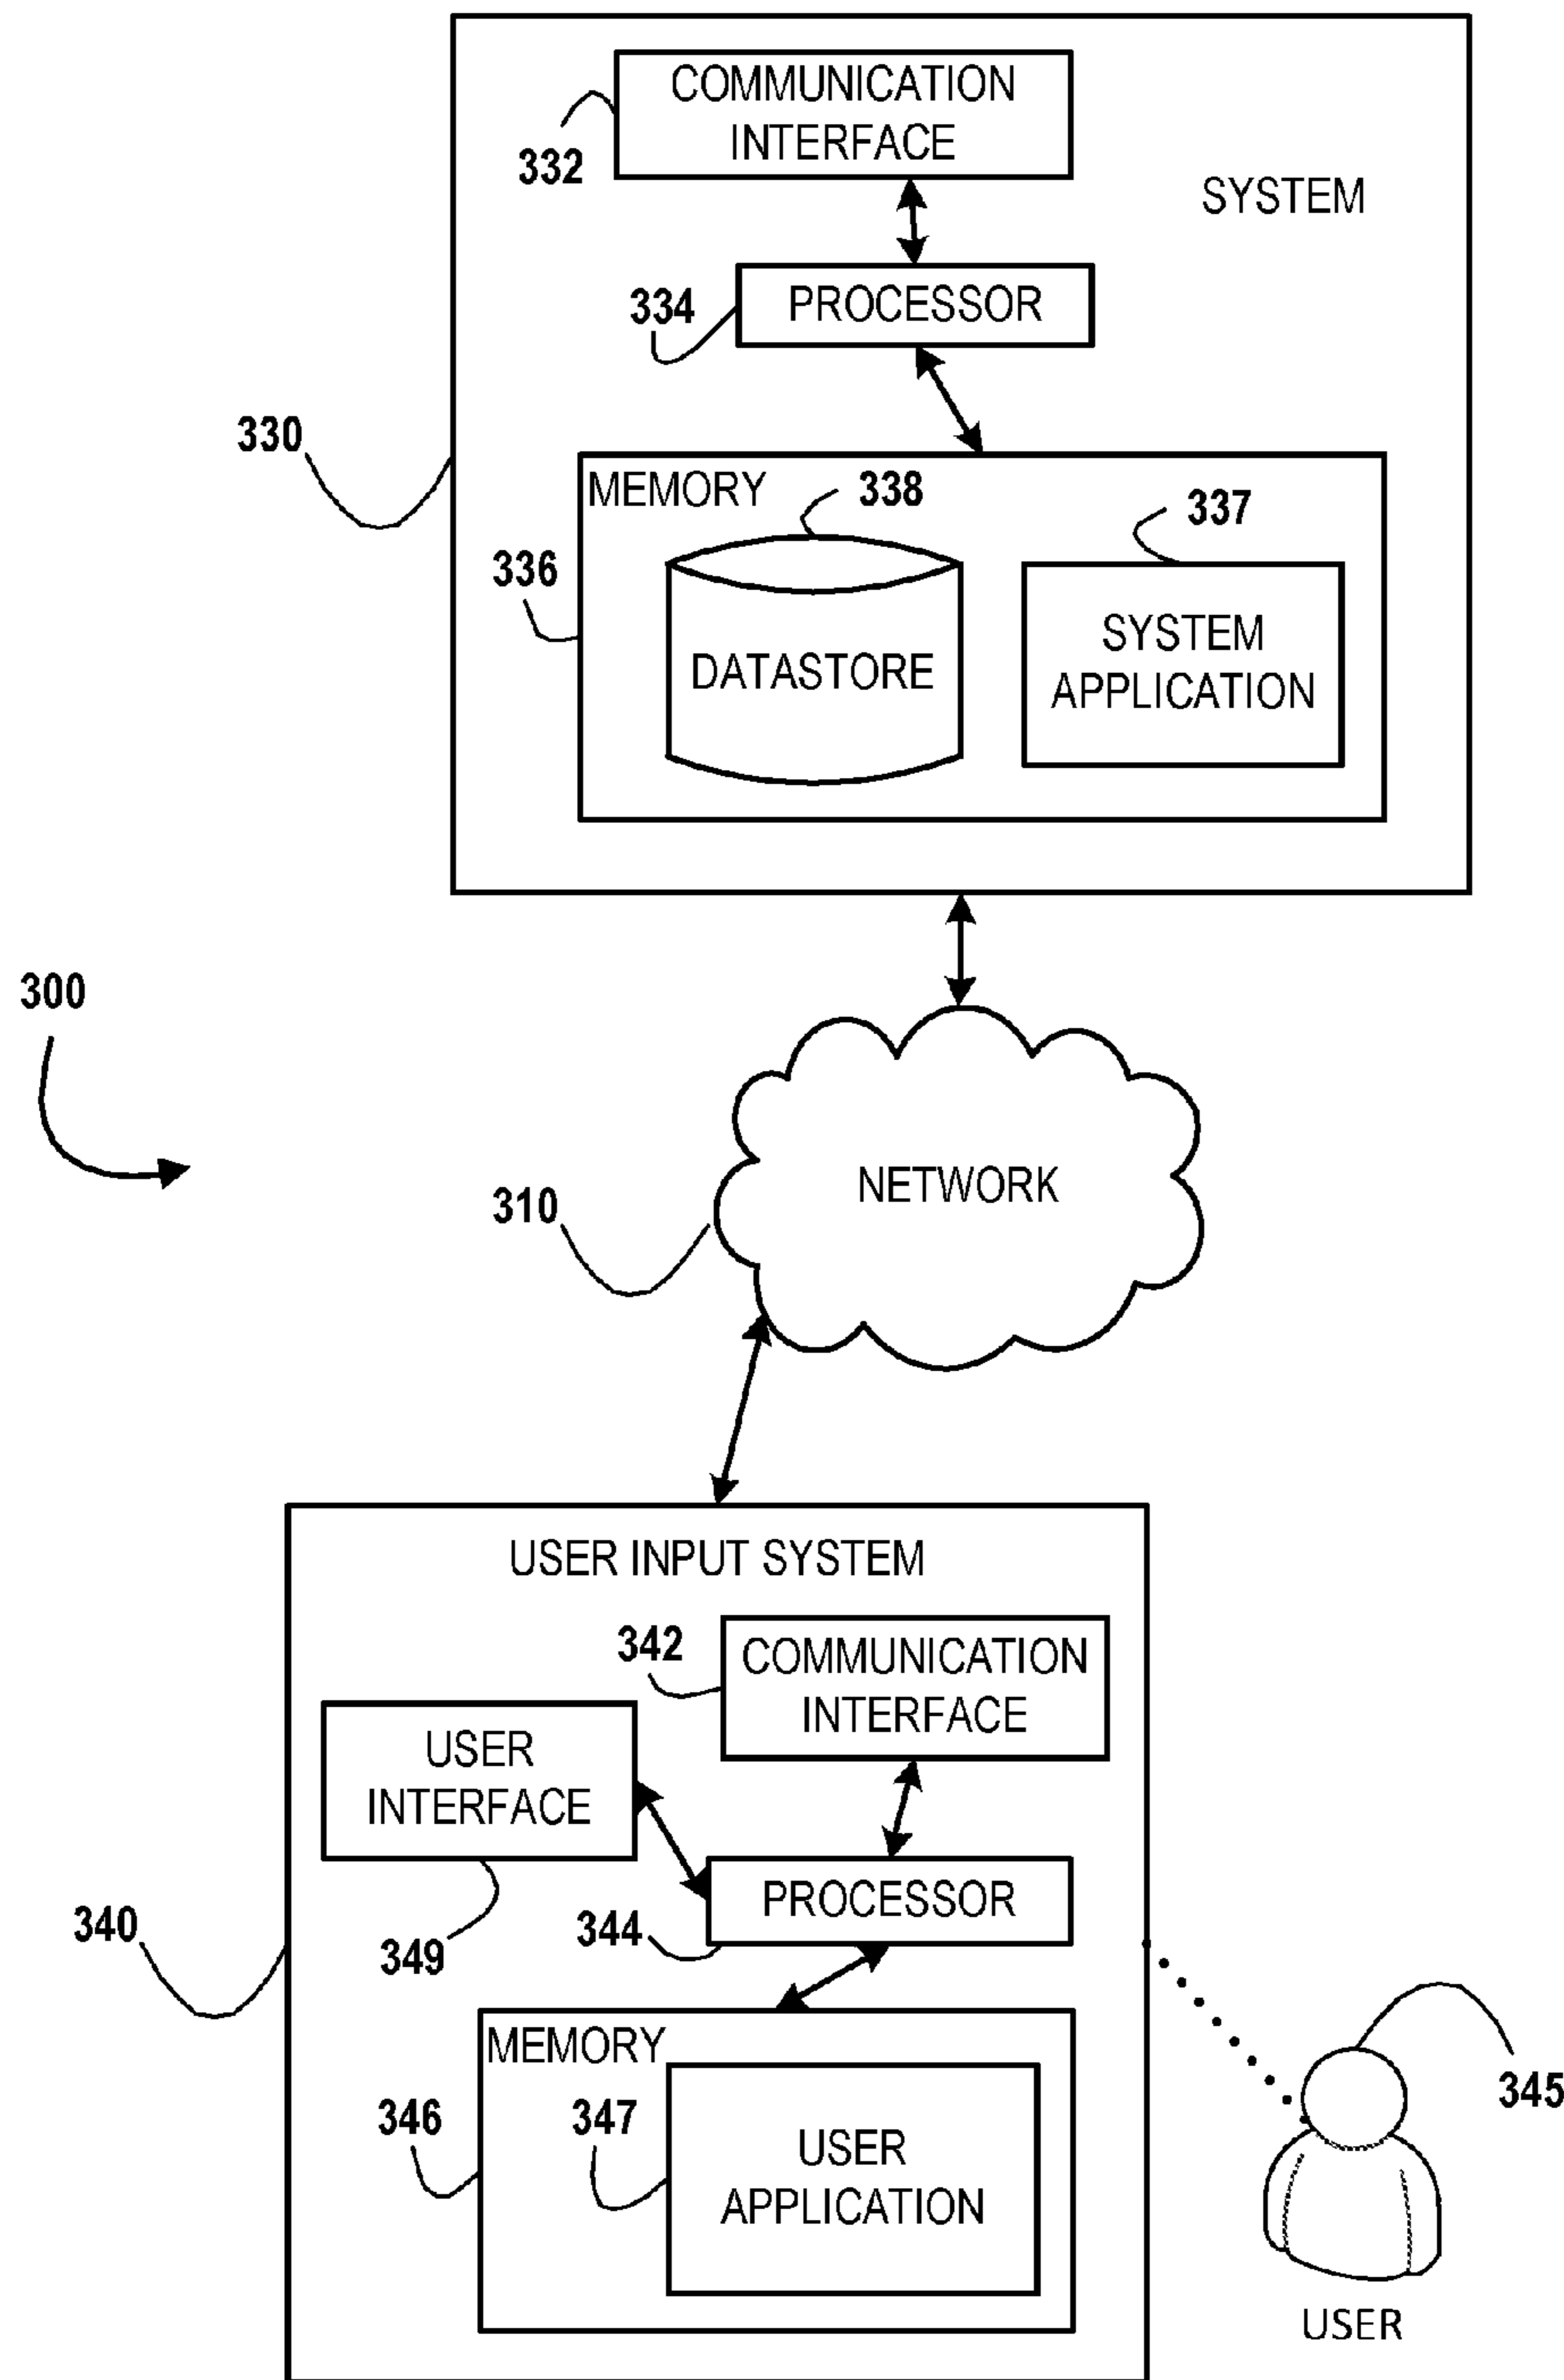 COMMUNICATION
INTERFACE
332
SYSTEM
334
PROCESSOR
330
MEMORY
338
337
336
DATASTORE
SYSTEM
APPLICATION
300
NETWORK
310
USER INPUT SYSTEM
342
COMMUNICATION
INTERFACE
USER
INTERFACE
PROCESSOR
340
349
344
MEMORY
345
346
347
USER
APPLICATION
USER